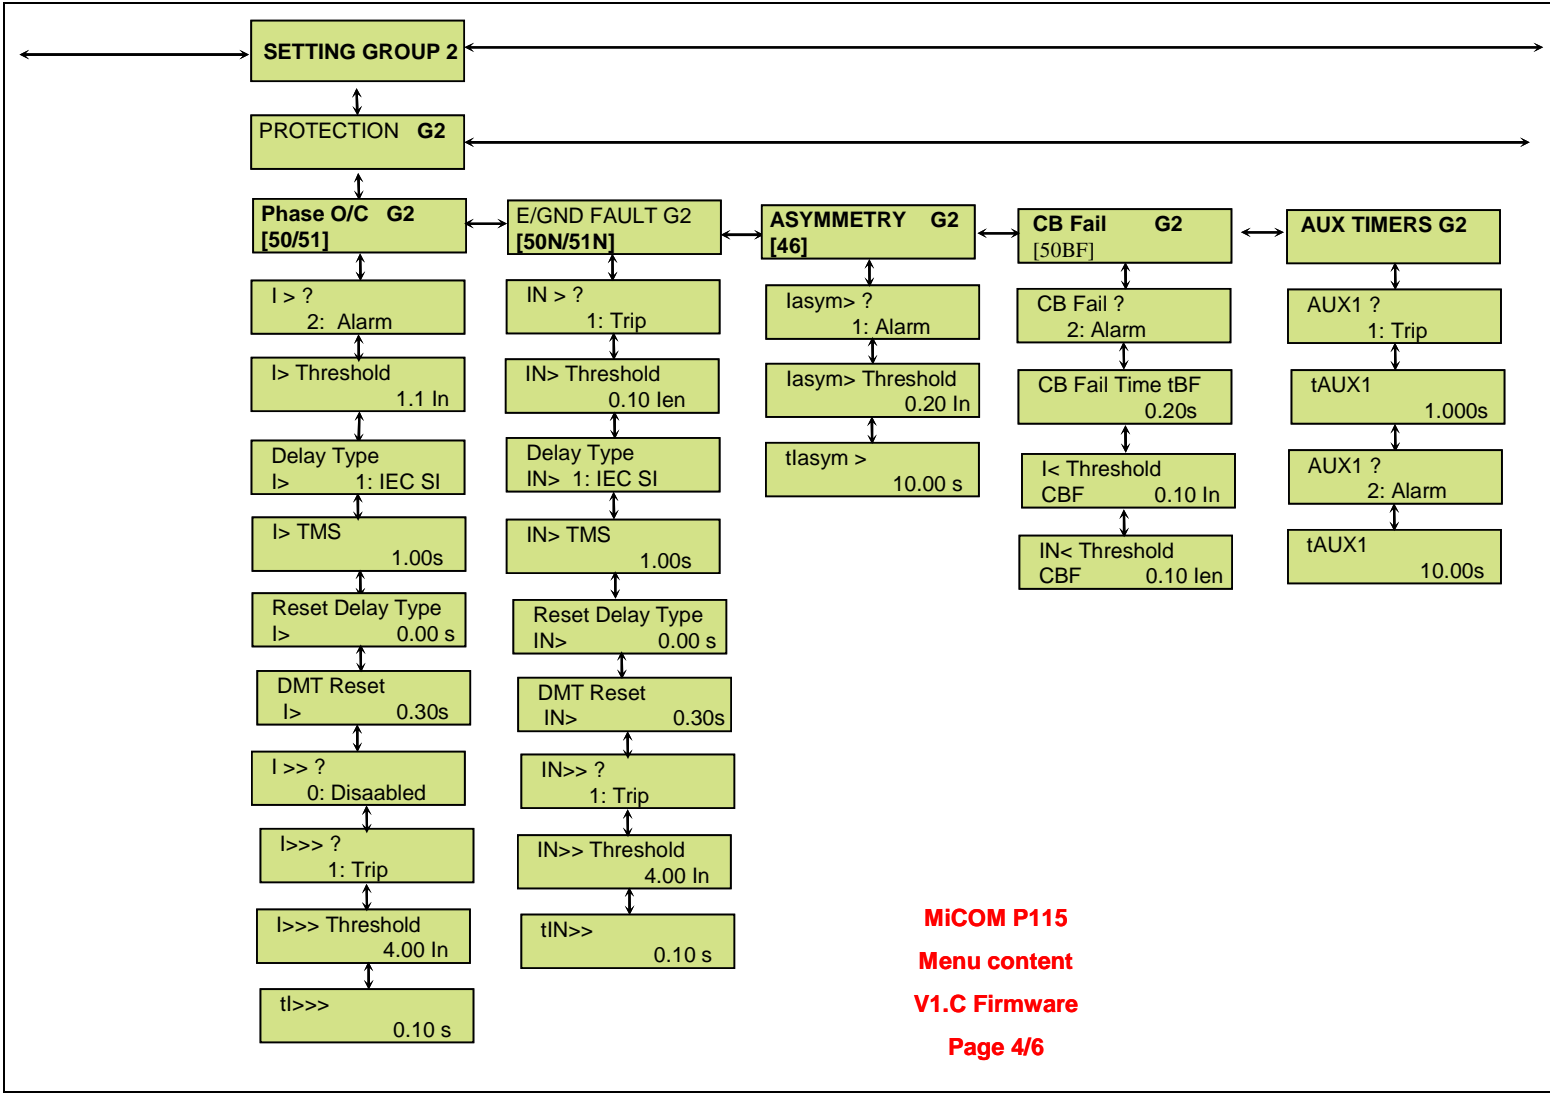 SETTING GROUP 2
PROTECTION G2
Phase O/C G2
[50/51]
I > ?
2: Alarm
I> Threshold
1.1 In
Delay Type
I> 1: IEC SI
I> TMS
1.00s
Reset Delay Type
I> 0.00 s
DMT Reset
I> 0.30s
I >> ?
0: Disaabled
I>>> ?
1: Trip
I>>> Threshold
4.00 In
tI>>>
0.10 s
E/GND FAULT G2
[50N/51N]
IN > ?
1: Trip
IN> Threshold
0.10 Ien
Delay Type
IN> 1: IEC SI
IN> TMS
1.00s
Reset Delay Type
IN> 0.00 s
DMT Reset
IN> 0.30s
IN>> ?
1: Trip
IN>> Threshold
4.00 In
tIN>>
0.10 s
ASYMMETRY G2
[46]
Iasym> ?
1: Alarm
Iasym> Threshold
0.20 In
tIasym >
10.00 s
CB Fail G2
[50BF]
CB Fail ?
2: Alarm
CB Fail Time tBF
0.20s
I< Threshold
CBF 0.10 In
IN< Threshold
CBF 0.10 Ien
AUX TIMERS G2
AUX1 ?
1: Trip
tAUX1
1.000s
AUX1 ?
2: Alarm
tAUX1
10.00s
MiCOM P115
Menu content
V1.C Firmware
Page 4/6